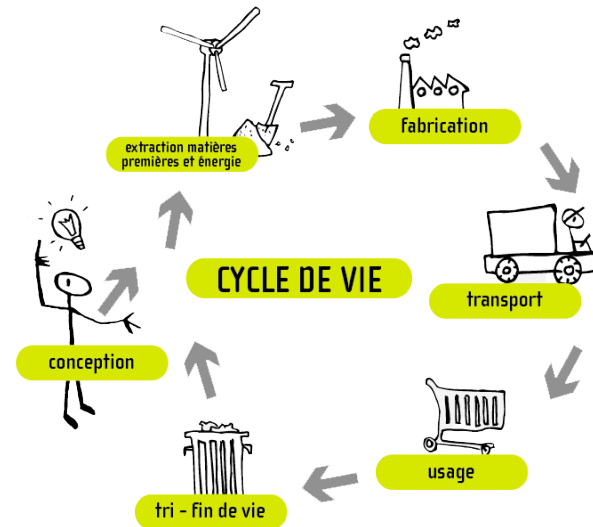 CYCLE DE VIE
conception
extraction matières
premières et énergie
fabrication
transport
usage
tri - fin de vie